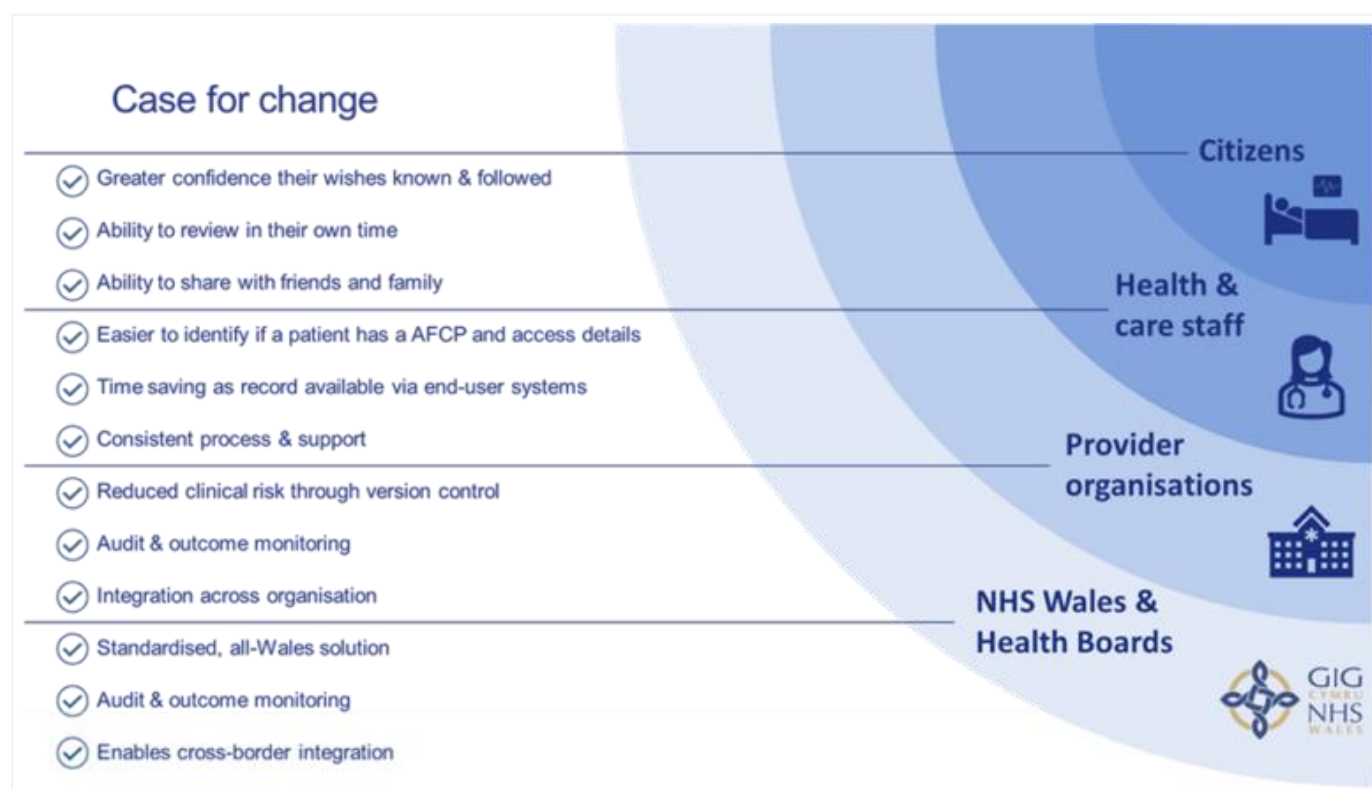 Case for change
Citizens
Greater confidence their wishes known & followed
Ability to review in their own time
Ability to share with friends and family
Health &
care staff
Easier to identify if a patient has a AFCP and access details
Time saving as record available via end-user systems
Consistent process & support
Provider
organisations
Reduced clinical risk through version control
Audit & outcome monitoring
Integration across organisation
NHS Wales &
Health Boards
Standardised, all-Wales solution
Audit & outcome monitoring
Enables cross-border integration
GIG
CYMRU
NHS
WALES